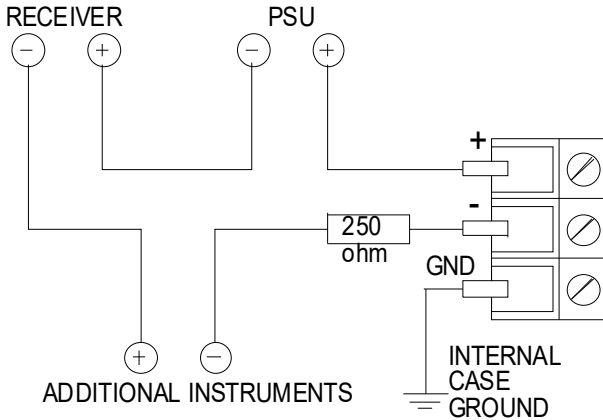 RECEIVER
PSU
− + − +
+
-
250
ohm
GND
+ −
ADDITIONAL INSTRUMENTS
INTERNAL
CASE
GROUND